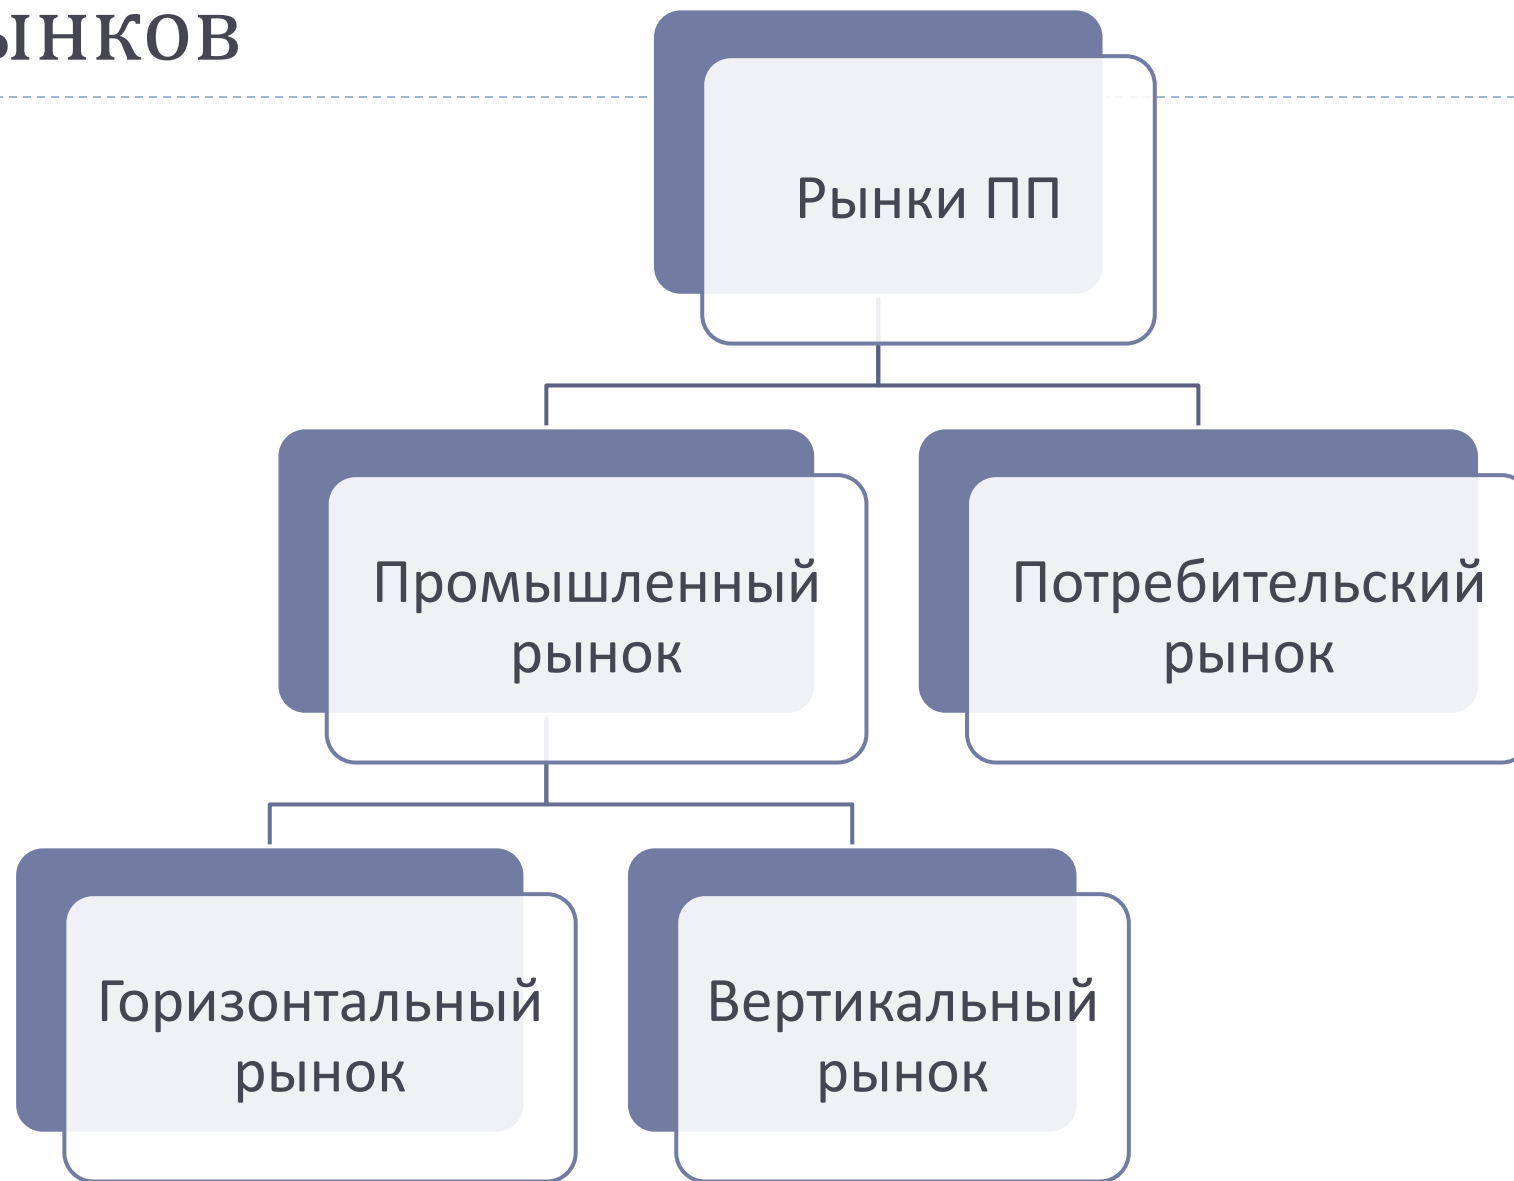 ынков
Рынки ПП
Промышленный
рынок
Потребительский
рынок
Горизонтальный
рынок
Вертикальный
рынок